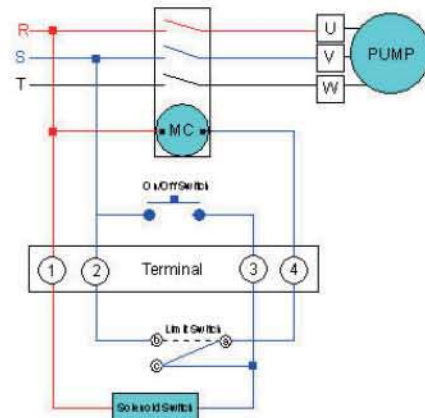 R
S
T
U
V
W
PUMP
MC
On/Off Switch
1
2
Terminal
3
4
Limit Switch
b
a
c
Solenoid Switch